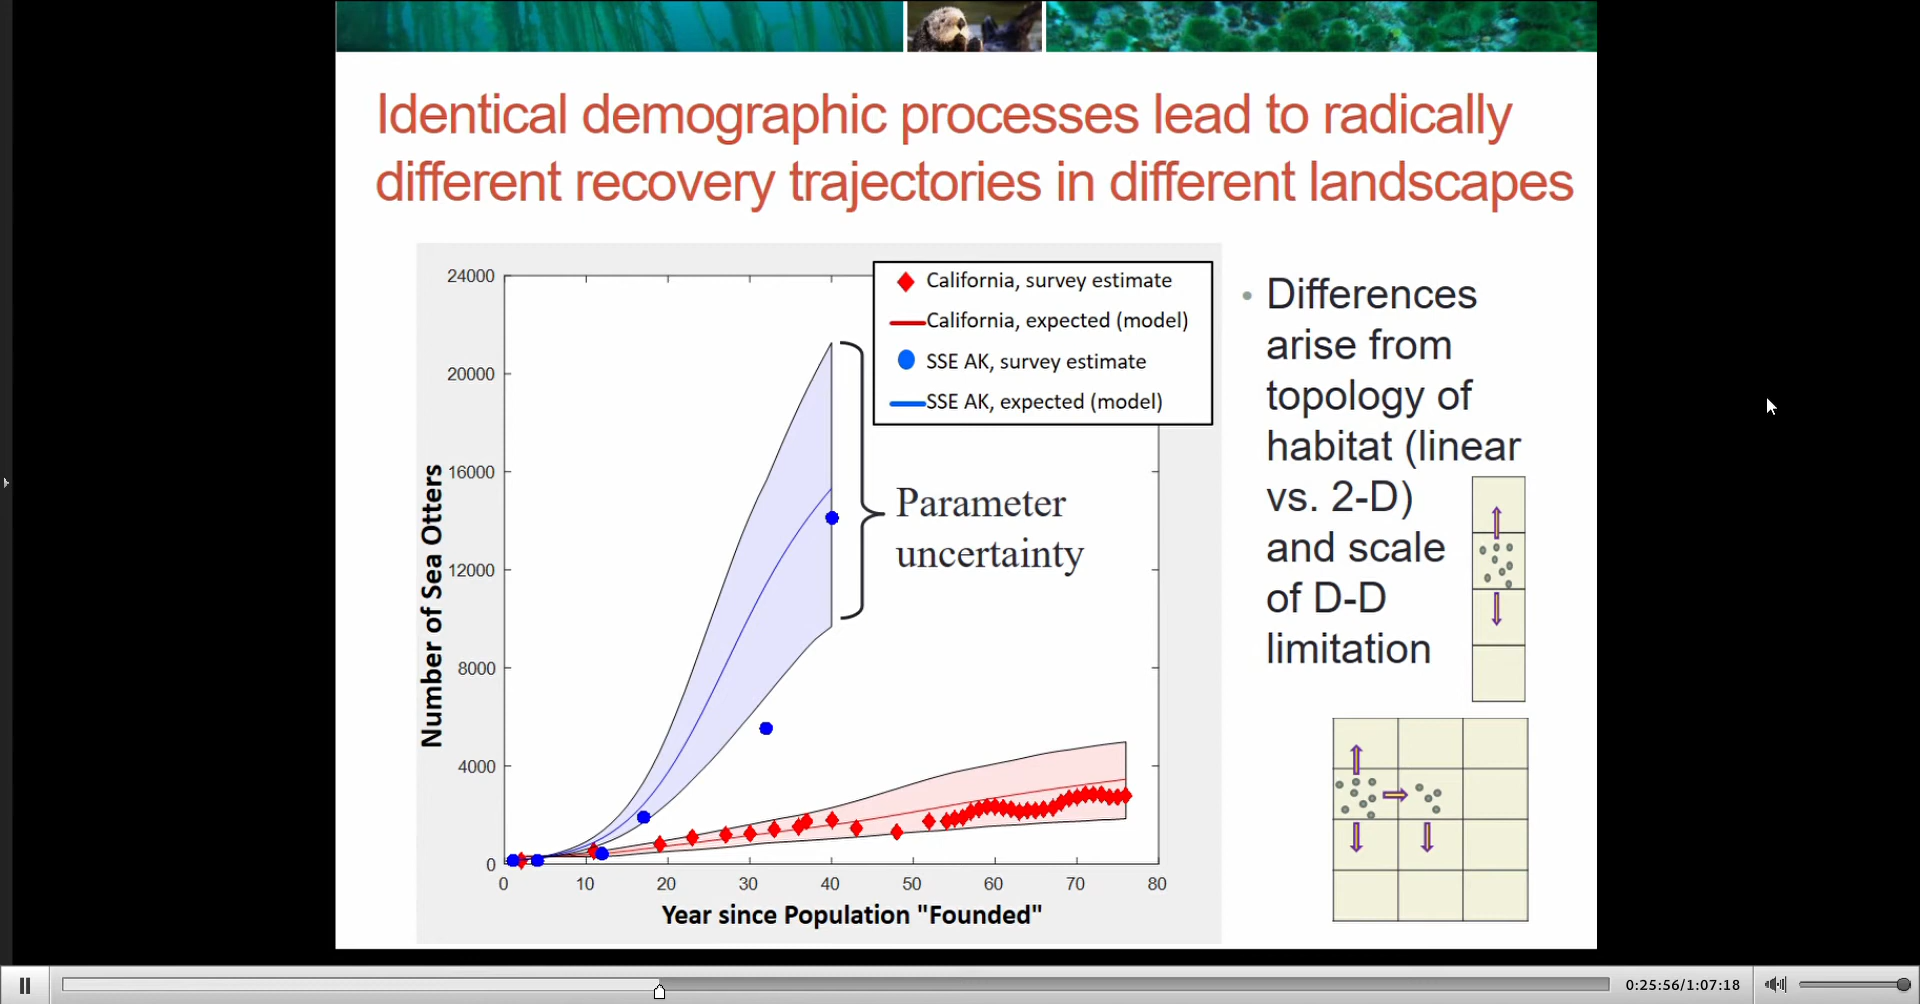 Identical demographic processes lead to radically
different recovery trajectories in different landscapes
24000
20000
16000
12000
8000
4000
0
Number of Sea Otters
0 10 20 30 40 50 60 70 80
Year since Population "Founded"
California, survey estimate
California, expected (model)
SSE AK, survey estimate
SSE AK, expected (model)
Parameter
uncertainty
• Differences
arise from
topology of
habitat (linear
vs. 2-D)
and scale
of D-D
limitation
0:25:56/1:07:18